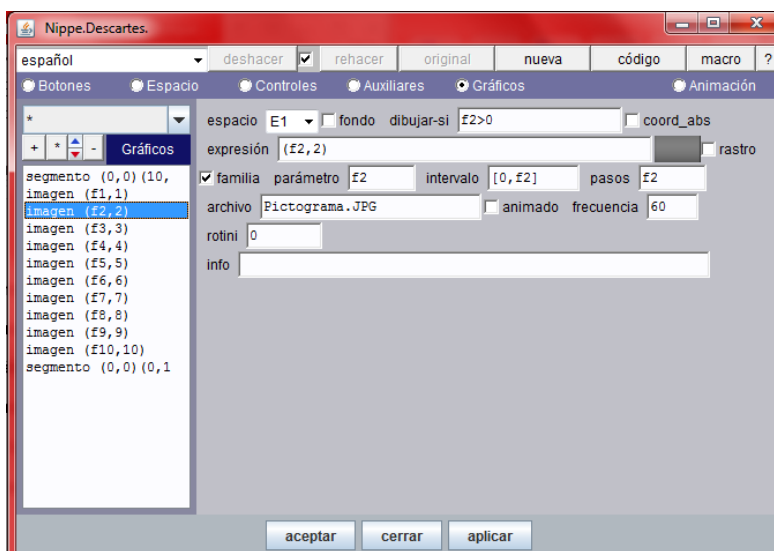 Nippe.Descartes.
español deshacer rehacer original nueva código macro ?
Botones Espacio Controles Auxiliares Gráficos Animación
*
+ * - Gráficos
segmento (0,0)(10,
imagen (f1,1)
imagen (f2,2)
imagen (f3,3)
imagen (f4,4)
imagen (f5,5)
imagen (f6,6)
imagen (f7,7)
imagen (f8,8)
imagen (f9,9)
imagen (f10,10)
segmento (0,0)(0,1
espacio E1 fondo dibujar-si f2>0 coord_abs
expresión (f2,2) rastro
familia parámetro f2 intervalo [0,f2] pasos f2
archivo Pictograma.JPG animado frecuencia 60
rotini 0
info
aceptar cerrar aplicar